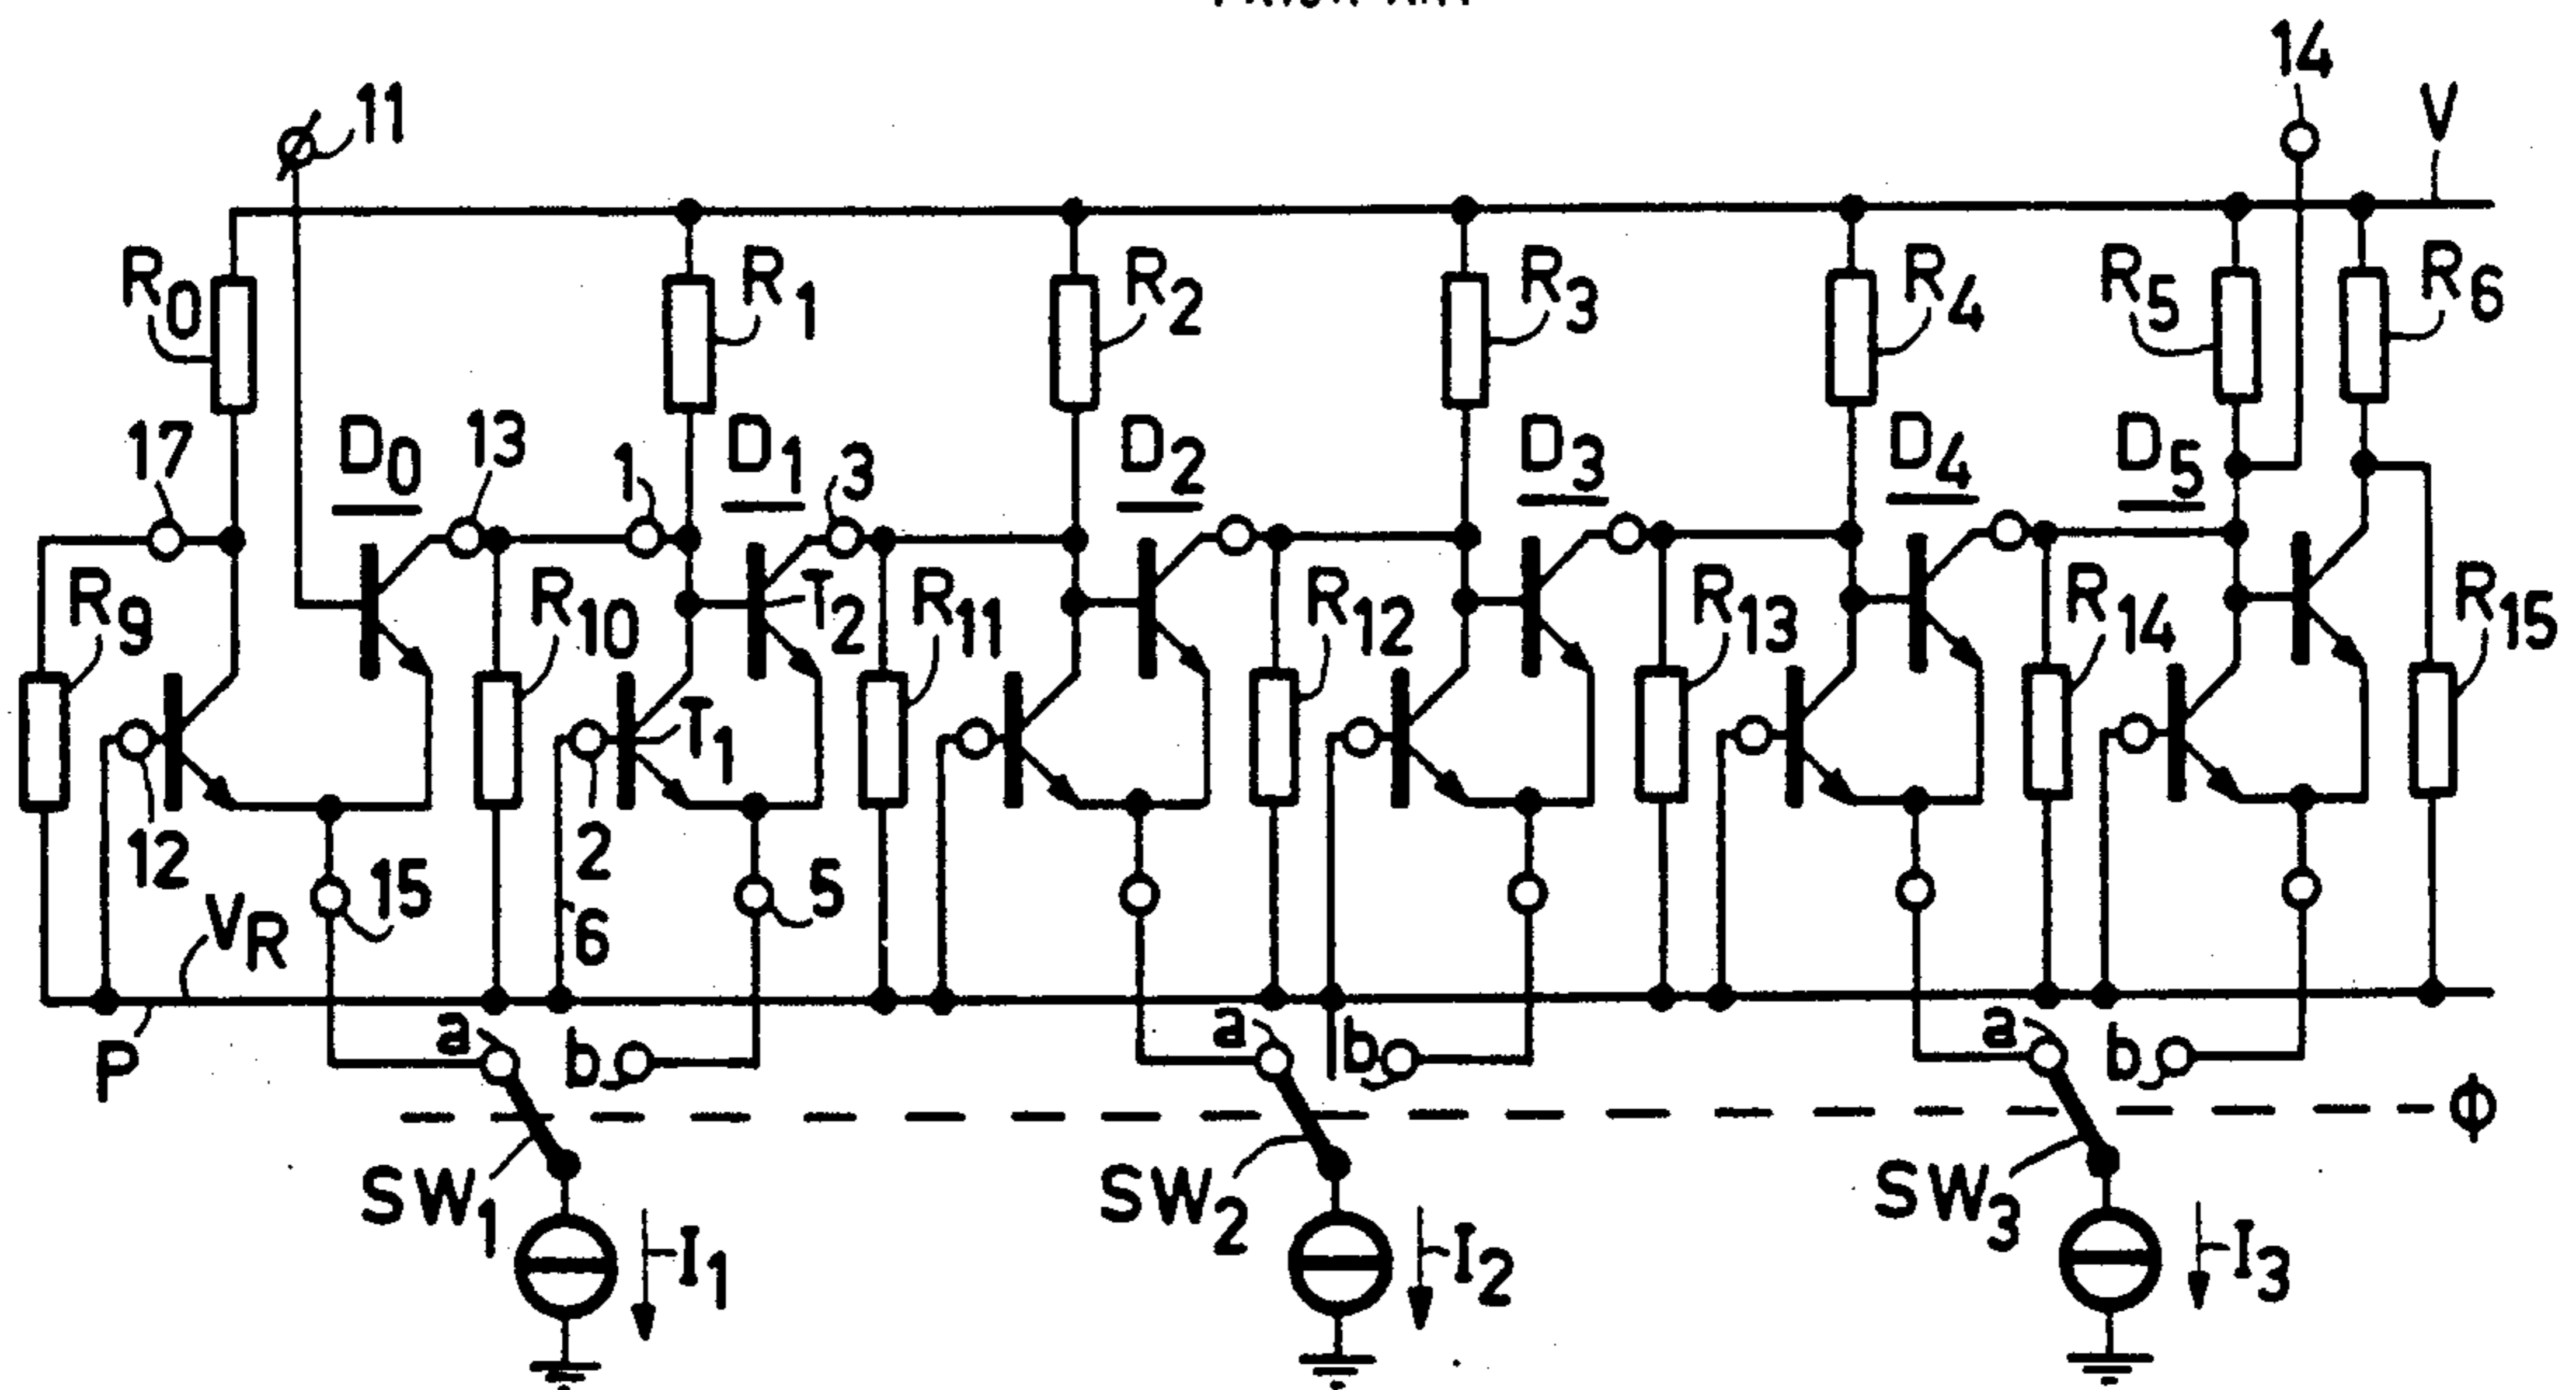 14
11
V
R0
R1
R2
R3
R4
R5
R6
17
D0
13
1
D1
3
D2
D3
D4
D5
R9
R10
T2
R11
R12
R13
R14
R15
T1
12
15
2
5
VR
6
P
a
b
a
b
a
b
Φ
SW1
SW2
SW3
I1
I2
I3